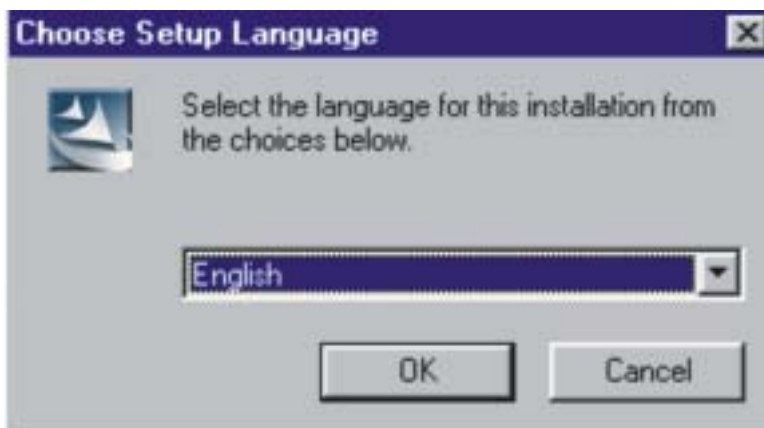 Choose Setup Language
Select the language for this installation from
the choices below.
English
OK
Cancel